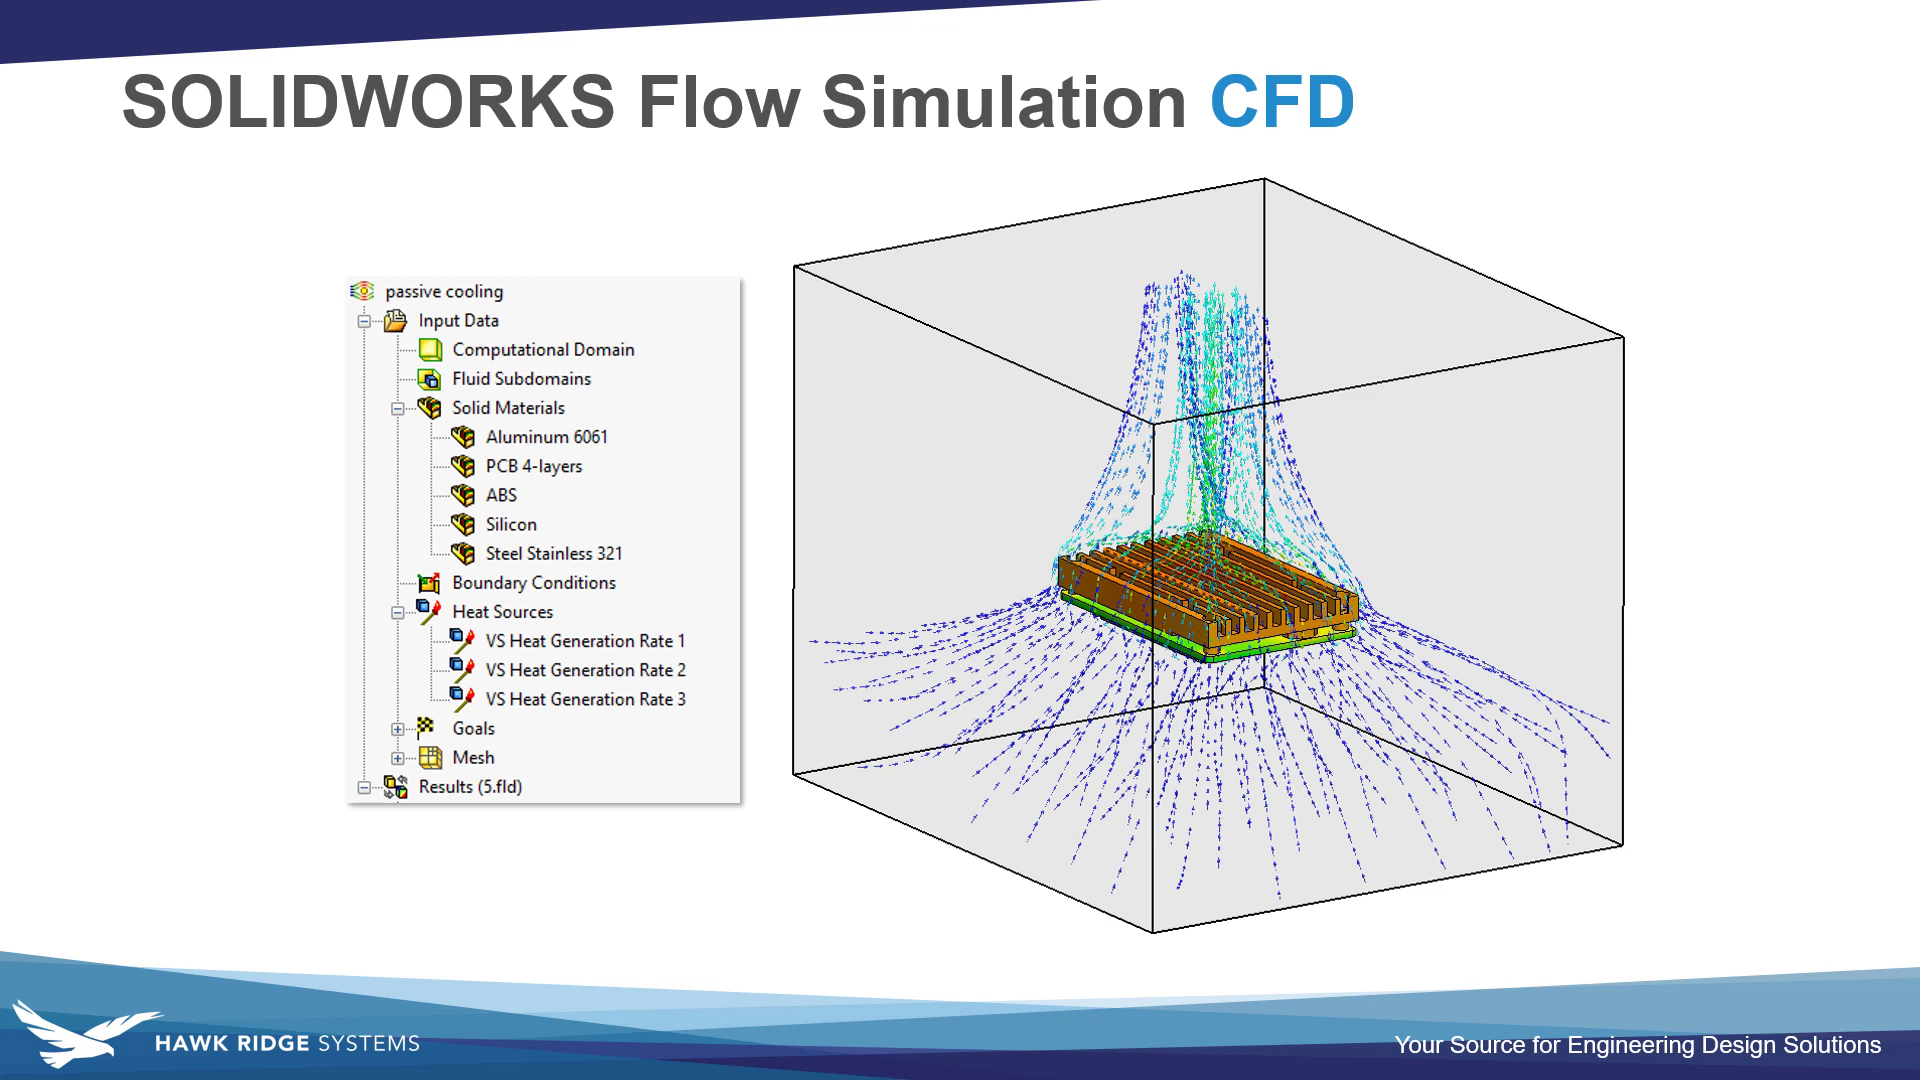 SOLIDWORKS Flow Simulation CFD
passive cooling
Input Data
Computational Domain
Fluid Subdomains
Solid Materials
Aluminum 6061
PCB 4-layers
ABS
Silicon
Steel Stainless 321
Boundary Conditions
Heat Sources
VS Heat Generation Rate 1
VS Heat Generation Rate 2
VS Heat Generation Rate 3
Goals
Mesh
Results (5.fld)
HAWK RIDGE SYSTEMS
Your Source for Engineering Design Solutions